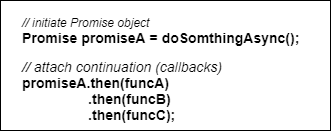 // initiate Promise object
Promise promiseA = doSomthingAsync();
// attach continuation (callbacks)
promiseA.then(funcA)
.then(funcB)
.then(funcC);